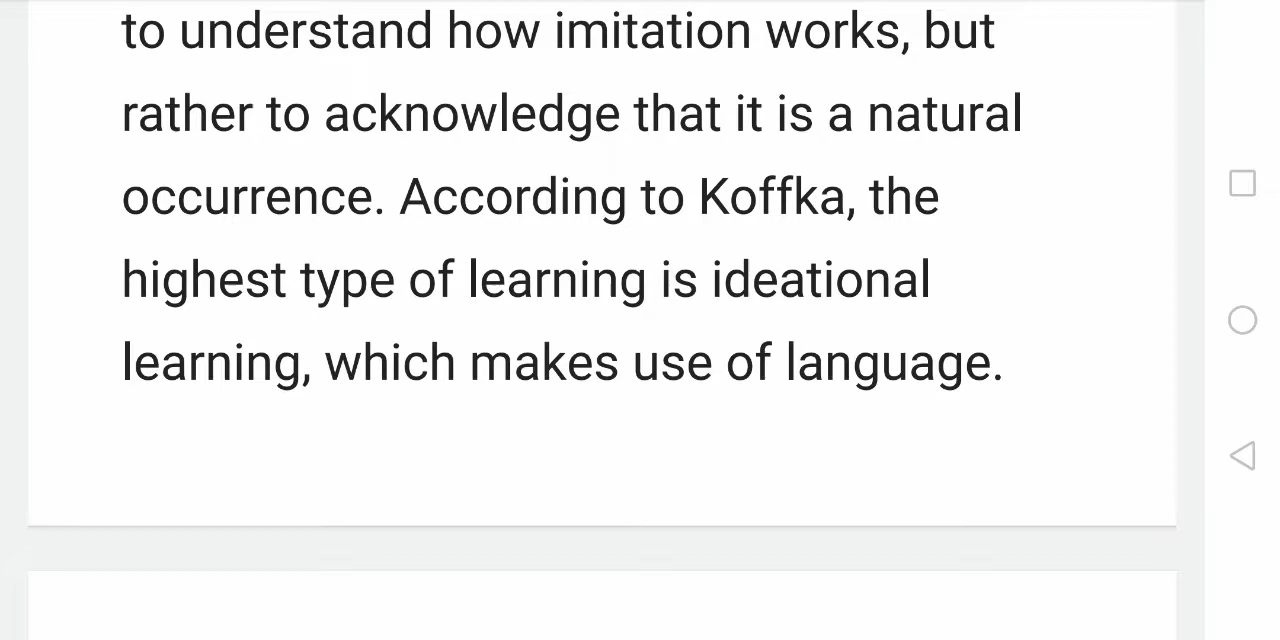 to understand how imitation works, but
rather to acknowledge that it is a natural
occurrence. According to Koffka, the
highest type of learning is ideational
learning, which makes use of language.